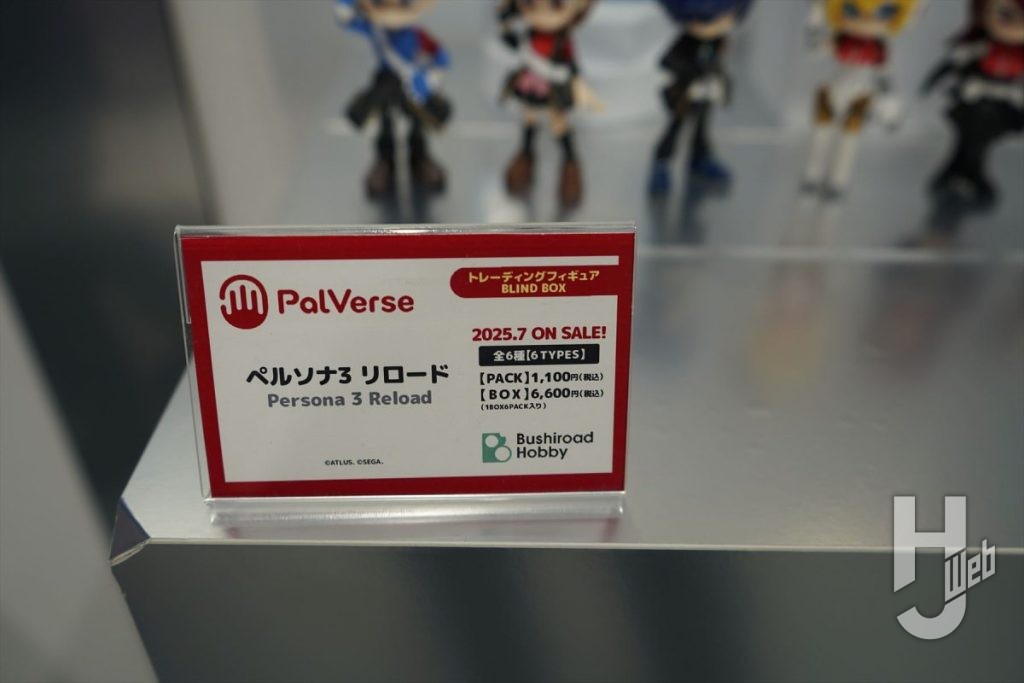 PalVerse
トレーディングフィギュア
BLIND BOX
2025.7 ON SALE!
全6種【6 TYPES】
ペルソナ3 リロード
Persona 3 Reload
【PACK】1,100円(税込)
【BOX】6,600円(税込)
(1BOX6PACK入り)
Bushiroad
Hobby
©ATLUS. ©SEGA.
HJ Web